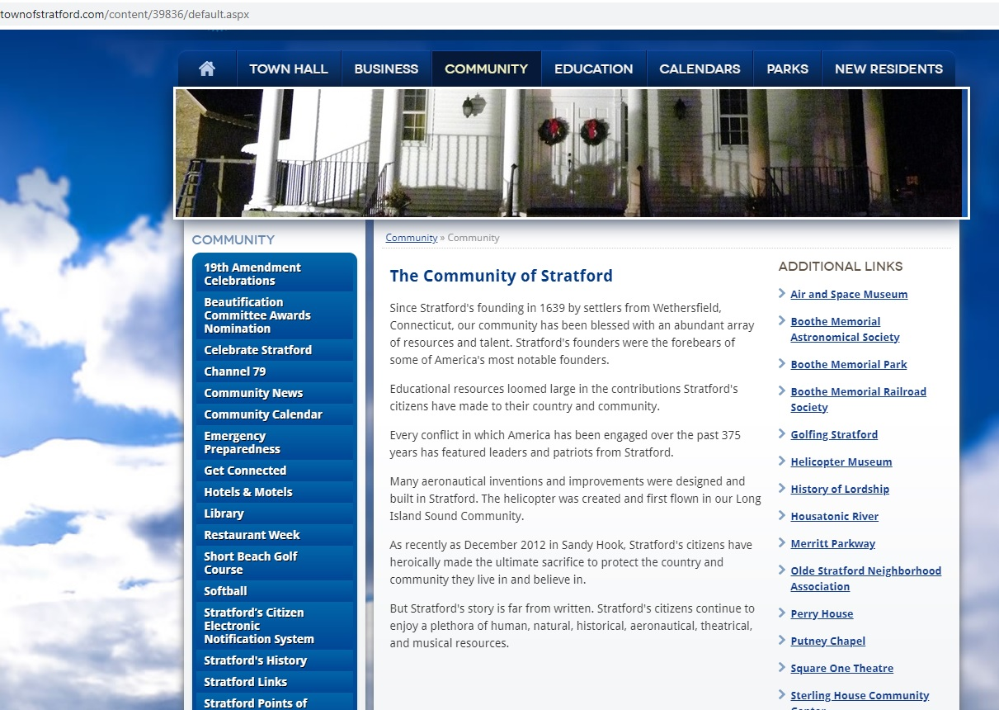 townofstratford.com/content/39836/default.aspx
TOWN HALL
BUSINESS
COMMUNITY
EDUCATION
CALENDARS
PARKS
NEW RESIDENTS
COMMUNITY
19th Amendment
Celebrations
Beautification
Committee Awards
Nomination
Celebrate Stratford
Channel 79
Community News
Community Calendar
Emergency
Preparedness
Get Connected
Hotels & Motels
Library
Restaurant Week
Short Beach Golf
Course
Softball
Stratford's Citizen
Electronic
Notification System
Stratford's History
Stratford Links
Stratford Points of
Community » Community
The Community of Stratford
Since Stratford's founding in 1639 by settlers from Wethersfield,
Connecticut, our community has been blessed with an abundant array
of resources and talent. Stratford's founders were the forebears of
some of America's most notable founders.
Educational resources loomed large in the contributions Stratford's
citizens have made to their country and community.
Every conflict in which America has been engaged over the past 375
years has featured leaders and patriots from Stratford.
Many aeronautical inventions and improvements were designed and
built in Stratford. The helicopter was created and first flown in our Long
Island Sound Community.
As recently as December 2012 in Sandy Hook, Stratford's citizens have
heroically made the ultimate sacrifice to protect the country and
community they live in and believe in.
But Stratford's story is far from written. Stratford's citizens continue to
enjoy a plethora of human, natural, historical, aeronautical, theatrical,
and musical resources.
ADDITIONAL LINKS
Air and Space Museum
Boothe Memorial
Astronomical Society
Boothe Memorial Park
Boothe Memorial Railroad
Society
Golfing Stratford
Helicopter Museum
History of Lordship
Housatonic River
Merritt Parkway
Olde Stratford Neighborhood
Association
Perry House
Putney Chapel
Square One Theatre
Sterling House Community